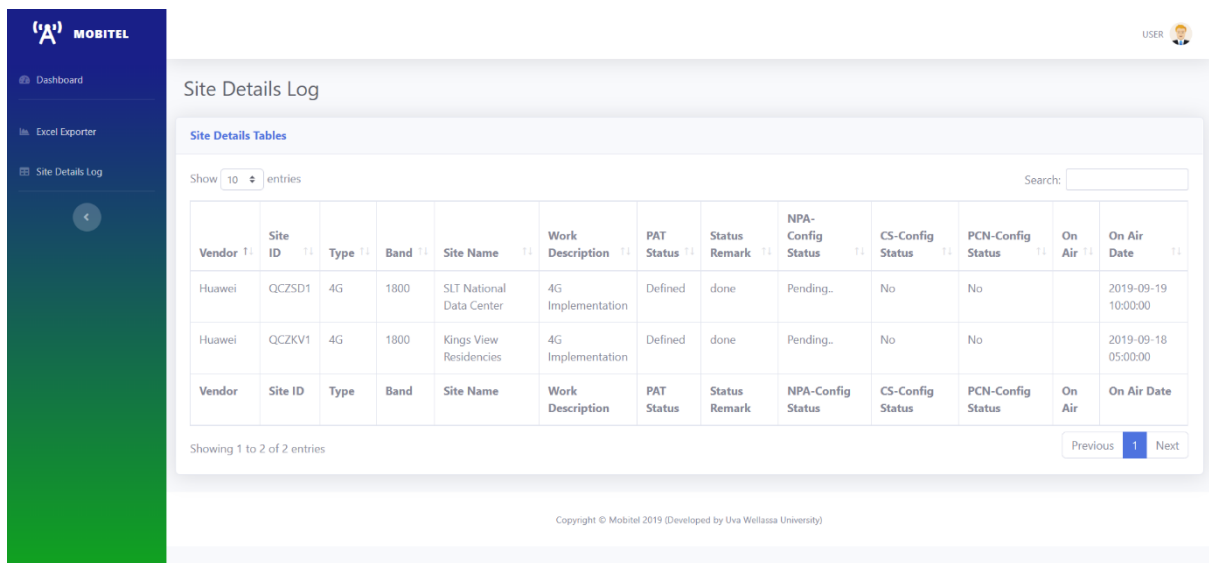 MOBITEL
USER
Dashboard
Excel Exporter
Site Details Log
Site Details Log
Site Details Tables
Show 10 entries
Search:
Vendor Site ID Type Band Site Name Work Description PAT Status Status Remark NPA-Config Status CS-Config Status PCN-Config Status On Air On Air Date
Huawei QCZSD1 4G 1800 SLT National Data Center 4G Implementation Defined done Pending.. No No 2019-09-19 10:00:00
Huawei QCZKV1 4G 1800 Kings View Residencies 4G Implementation Defined done Pending.. No No 2019-09-18 05:00:00
Vendor Site ID Type Band Site Name Work Description PAT Status Status Remark NPA-Config Status CS-Config Status PCN-Config Status On Air On Air Date
Showing 1 to 2 of 2 entries
Previous 1 Next
Copyright © Mobitel 2019 (Developed by Uva Wellassa University)